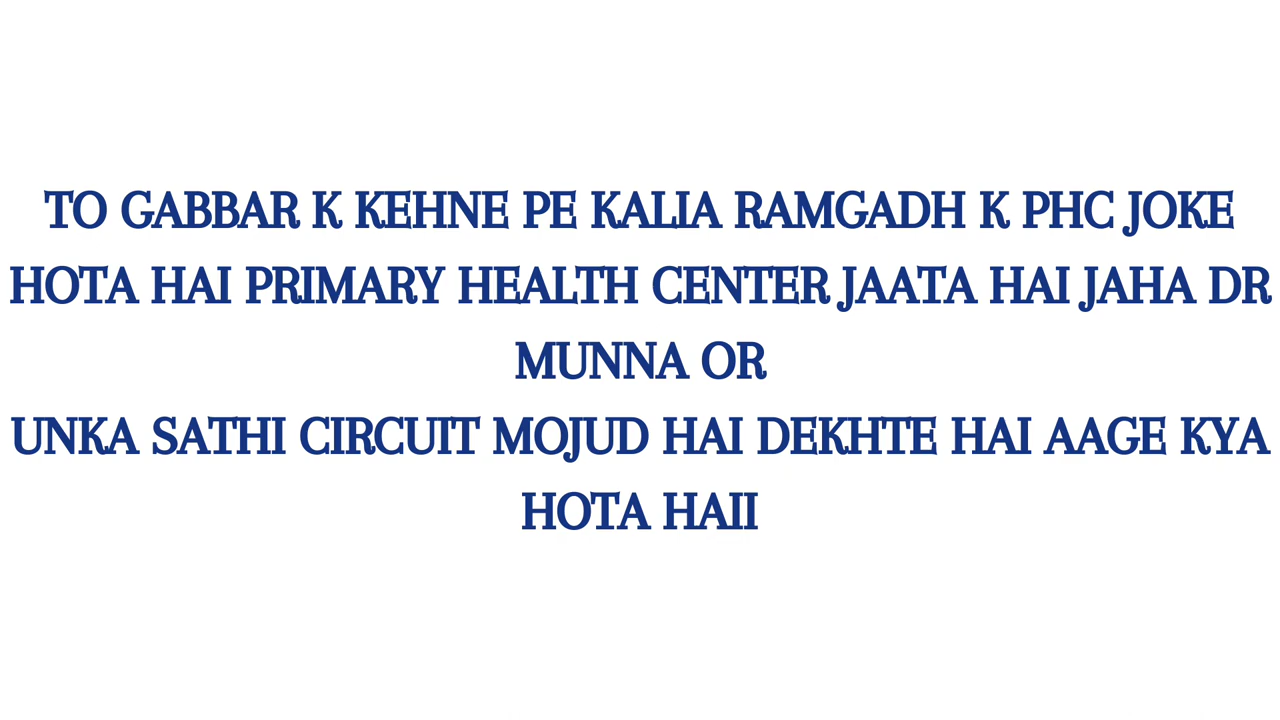 TO GABBAR K KEHNE PE KALIA RAMGADH K PHC JOKE
HOTA HAI PRIMARY HEALTH CENTER JAATA HAI JAHA DR
MUNNA OR
UNKA SATHI CIRCUIT MOJUD HAI DEKHTE HAI AAGE KYA
HOTA HAII